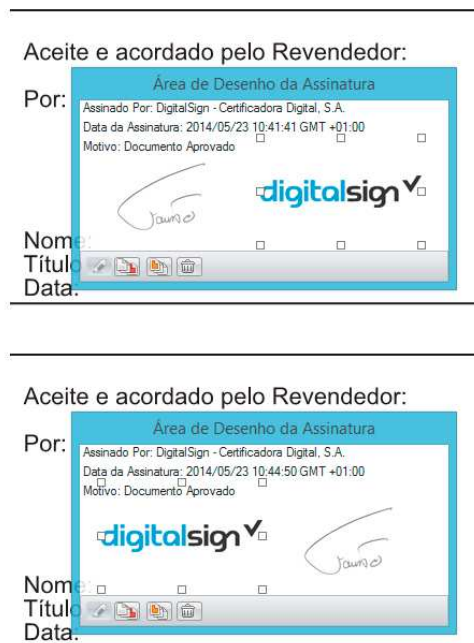 Aceite e acordado pelo Revendedor:
Área de Desenho da Assinatura
Por:
Assinado Por: DigitalSign - Certificadora Digital, S.A.
Data da Assinatura: 2014/05/23 10:41:41 GMT +01:00
Motivo: Documento Aprovado
digitalsign
Nome:
Título
Data:
Aceite e acordado pelo Revendedor:
Área de Desenho da Assinatura
Por:
Assinado Por: DigitalSign - Certificadora Digital, S.A.
Data da Assinatura: 2014/05/23 10:44:50 GMT +01:00
Motivo: Documento Aprovado
digitalsign
Nome:
Título
Data: